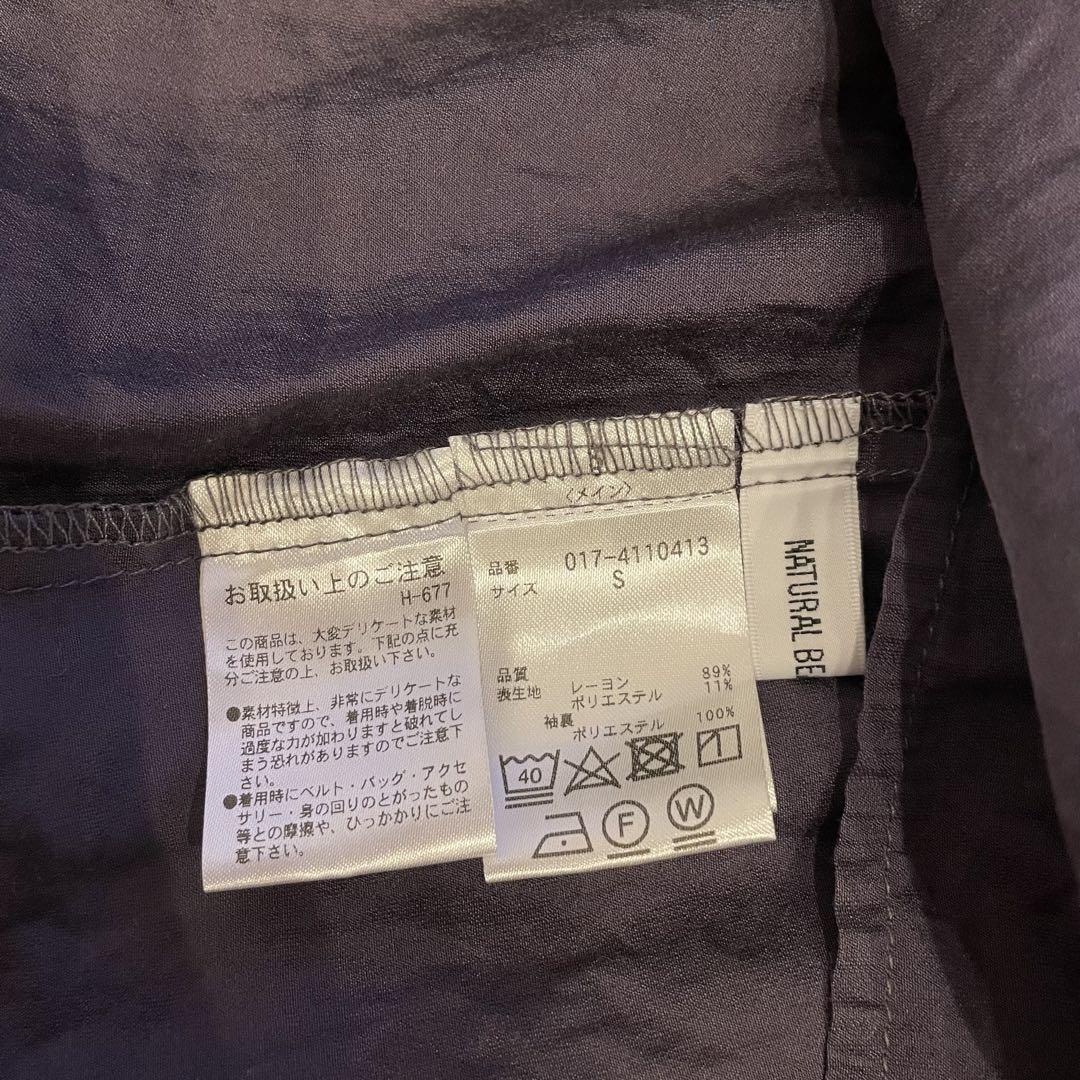 お取扱い上のご注意
H-677
この商品は、大変デリケートな素材
を使用しております。下記の点に充
分ご注意の上、お取扱い下さい。
●素材特徴上、非常にデリケートな
商品ですので、着用時や着脱時に
過度な力が加わりますと破れてし
まう恐れがありますのでご注意下
さい。
●着用時にベルト・バッグ・アクセ
サリー・身の回りのとがったもの
等との摩擦や、ひっかかりにご注
意下さい。
〈メイン〉
品番 017-4110413
サイズ S
品質
表生地 レーヨン 89%
ポリエステル 11%
袖裏
ポリエステル 100%
40
F
W
NATURAL BE